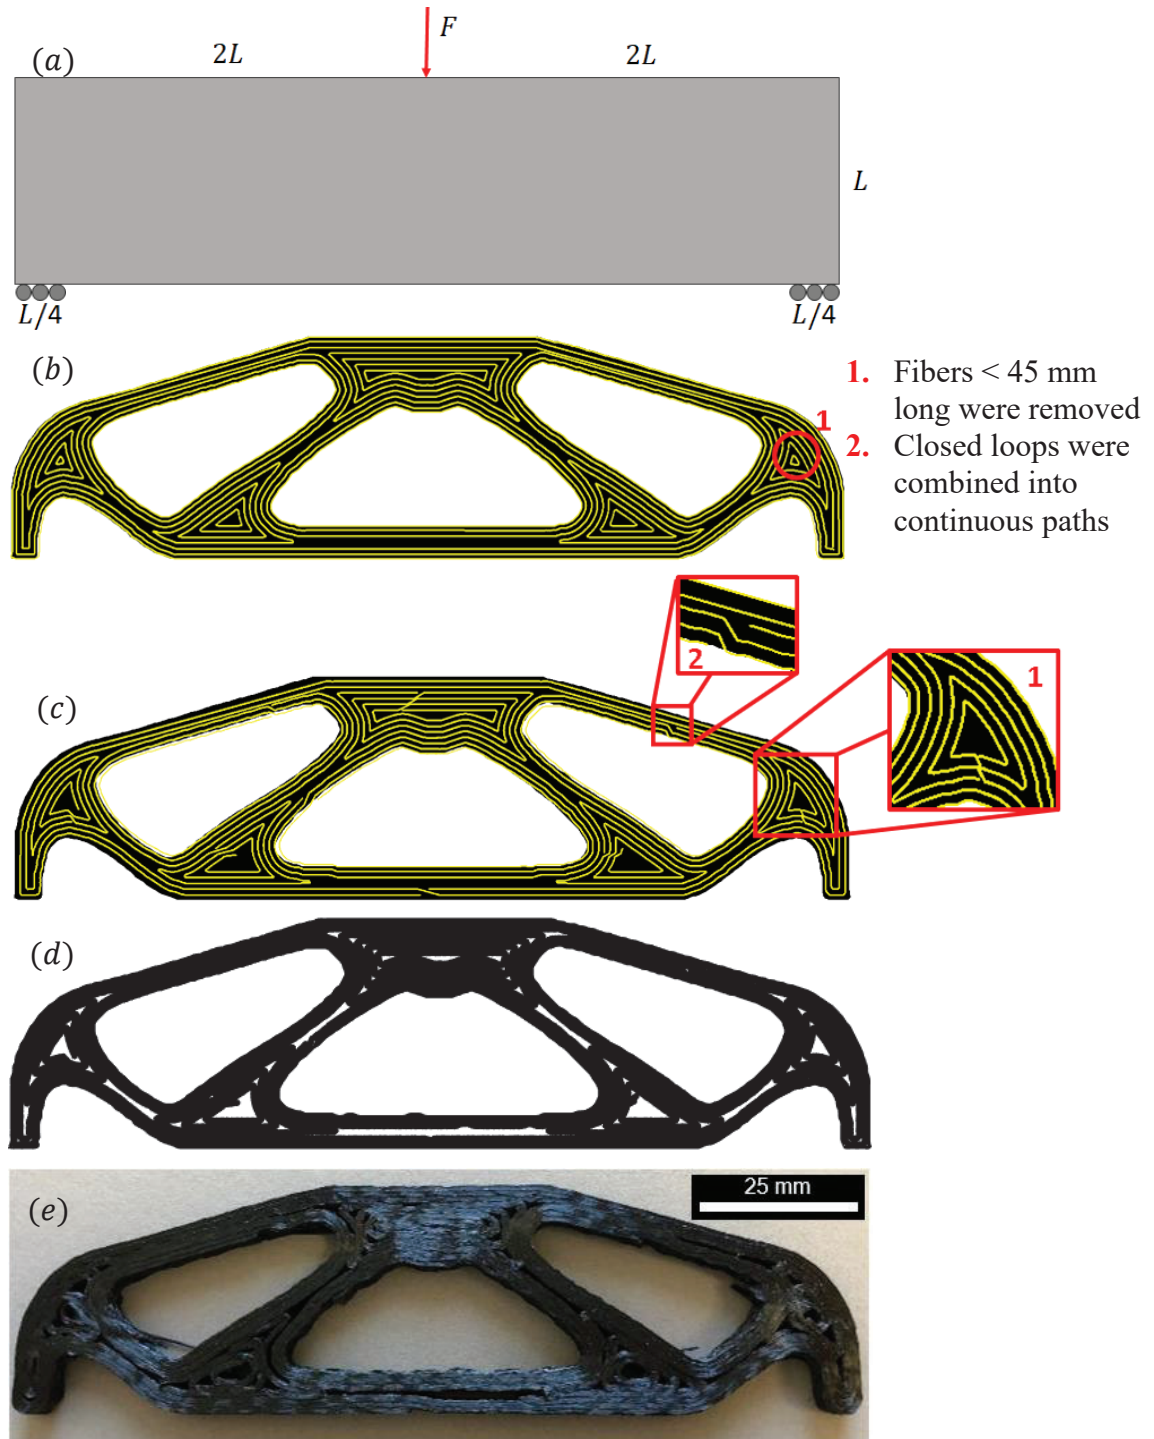 (a)
F
2L
2L
L
L/4
L/4
(b)
1
1. Fibers < 45 mm
long were removed
2. Closed loops were
combined into
continuous paths
(c)
2
1
(d)
(e)
25 mm